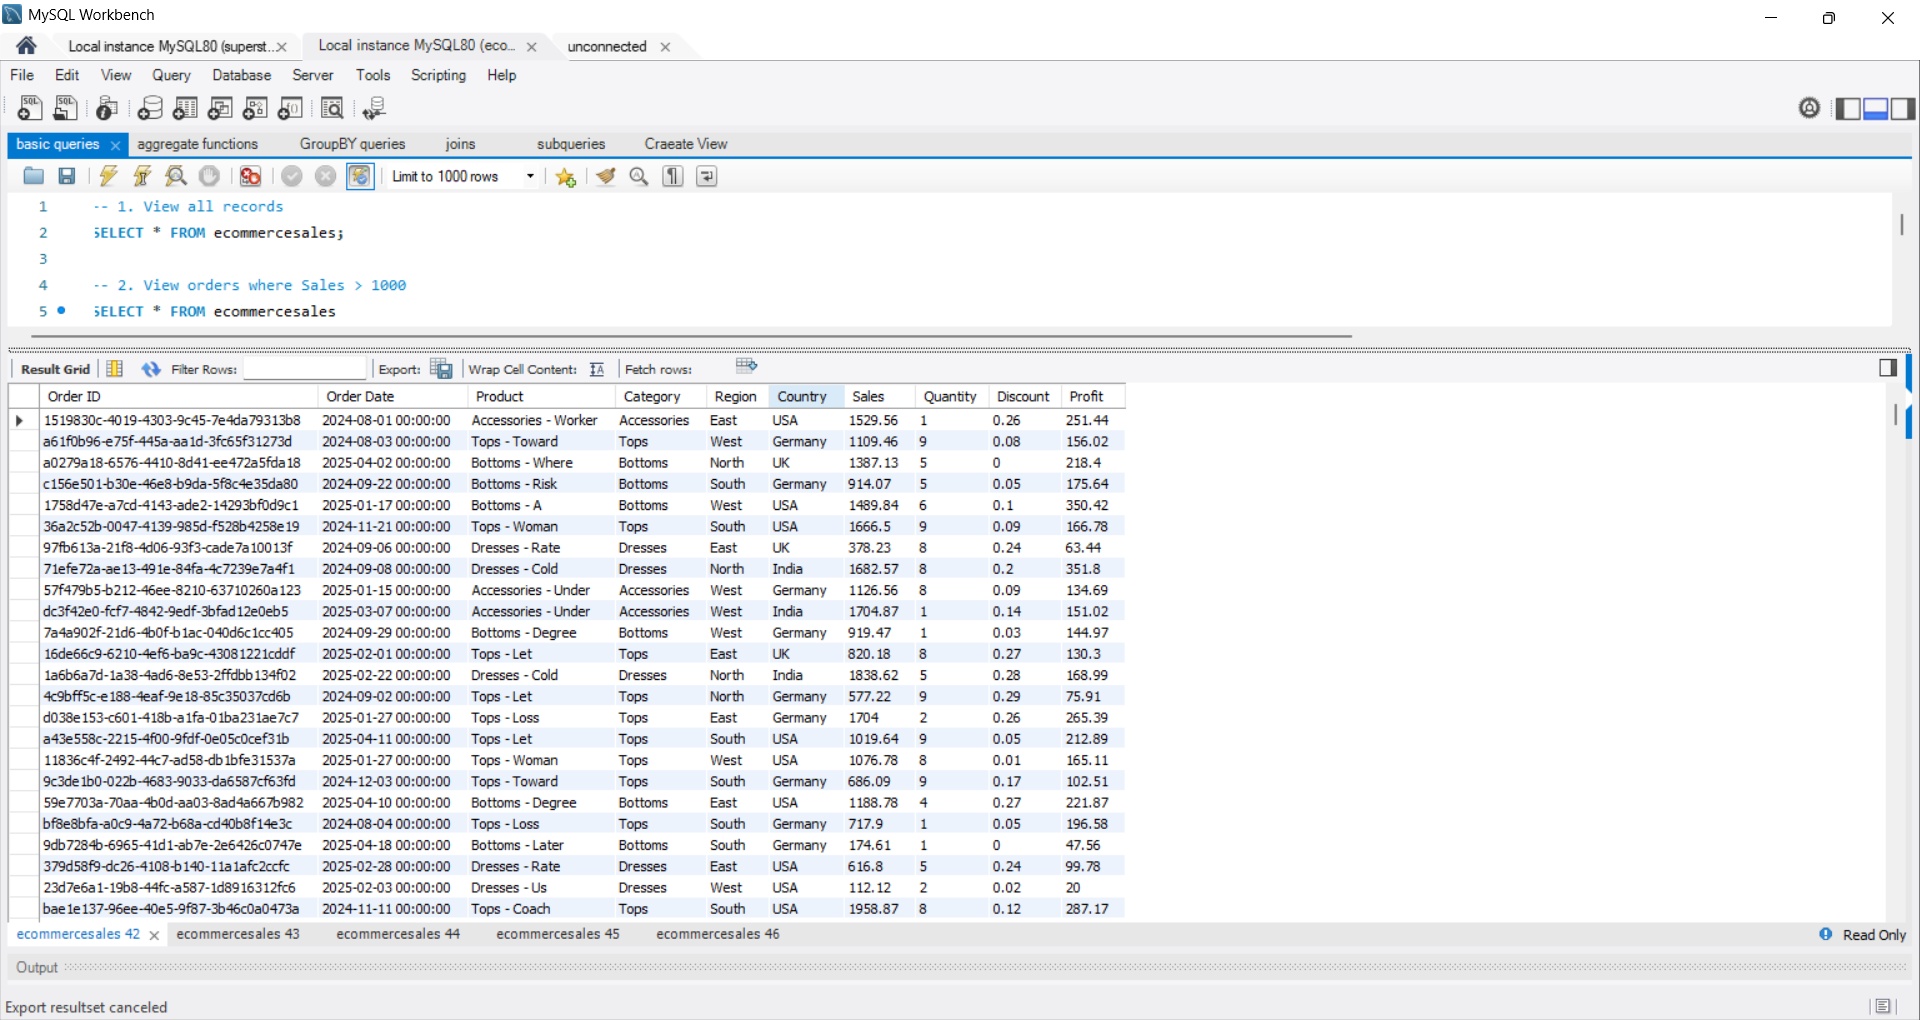 MySQL Workbench
Local instance MySQL80 (superst... Local instance MySQL80 (eco... unconnected
File Edit View Query Database Server Tools Scripting Help
basic queries aggregate functions GroupBY queries joins subqueries Craeate View
Limit to 1000 rows
1 -- 1. View all records
2 SELECT * FROM ecommercesales;
3
4 -- 2. View orders where Sales > 1000
5 SELECT * FROM ecommercesales
Result Grid Filter Rows: Export: Wrap Cell Content: Fetch rows:
Order ID Order Date Product Category Region Country Sales Quantity Discount Profit
1519830c-4019-4303-9c45-7e4da79313b8 2024-08-01 00:00:00 Accessories - Worker Accessories East USA 1529.56 1 0.26 251.44
a61f0b96-e75f-445a-aa1d-3fc65f31273d 2024-08-03 00:00:00 Tops - Toward Tops West Germany 1109.46 9 0.08 156.02
a0279a18-6576-4410-8d41-ee472a5fda18 2025-04-02 00:00:00 Bottoms - Where Bottoms North UK 1387.13 5 0 218.4
c156e501-b30e-46e8-b9da-5f8c4e35da80 2024-09-22 00:00:00 Bottoms - Risk Bottoms South Germany 914.07 5 0.05 175.64
1758d47e-a7cd-4143-ade2-14293bf0d9c1 2025-01-17 00:00:00 Bottoms - A Bottoms West USA 1489.84 6 0.1 350.42
36a2c52b-0047-4139-985d-f528b4258e19 2024-11-21 00:00:00 Tops - Woman Tops South USA 1666.5 9 0.09 166.78
97fb613a-21f8-4d06-93f3-cade7a10013f 2024-09-06 00:00:00 Dresses - Rate Dresses East UK 378.23 8 0.24 63.44
71efe72a-ae13-491e-84fa-4c7239e7a4f1 2024-09-08 00:00:00 Dresses - Cold Dresses North India 1682.57 8 0.2 351.8
57f479b5-b212-46ee-8210-63710260a123 2025-01-15 00:00:00 Accessories - Under Accessories West Germany 1126.56 8 0.09 134.69
dc3f42e0-fcf7-4842-9edf-3bfad12e0eb5 2025-03-07 00:00:00 Accessories - Under Accessories West India 1704.87 1 0.14 151.02
7a4a902f-21d6-4b0f-b1ac-040d6c1cc405 2024-09-29 00:00:00 Bottoms - Degree Bottoms West Germany 919.47 1 0.03 144.97
16de66c9-6210-4ef6-ba9c-43081221cddf 2025-02-01 00:00:00 Tops - Let Tops East UK 820.18 8 0.27 130.3
1a6b6a7d-1a38-4ad6-8e53-2ffdbb134f02 2025-02-22 00:00:00 Dresses - Cold Dresses North India 1838.62 5 0.28 168.99
4c9bff5c-e188-4eaf-9e18-85c35037cd6b 2024-09-02 00:00:00 Tops - Let Tops North Germany 577.22 9 0.29 75.91
d038e153-c601-418b-a1fa-01ba231ae7c7 2025-01-27 00:00:00 Tops - Loss Tops East Germany 1704 2 0.26 265.39
a43e558c-2215-4f00-9fdf-0e05c0cef31b 2025-04-11 00:00:00 Tops - Let Tops South USA 1019.64 9 0.05 212.89
11836c4f-2492-44c7-ad58-db1bfe31537a 2025-01-27 00:00:00 Tops - Woman Tops West USA 1076.78 8 0.01 165.11
9c3de1b0-022b-4683-9033-da6587cf63fd 2024-12-03 00:00:00 Tops - Toward Tops South Germany 686.09 9 0.17 102.51
59e7703a-70aa-4b0d-aa03-8ad4a667b982 2025-04-10 00:00:00 Bottoms - Degree Bottoms East USA 1188.78 4 0.27 221.87
bf8e8bfa-a0c9-4a72-b68a-cd40b8f14e3c 2024-08-04 00:00:00 Tops - Loss Tops South Germany 717.9 1 0.05 196.58
9db7284b-6965-41d1-ab7e-2e6426c0747e 2025-04-18 00:00:00 Bottoms - Later Bottoms South Germany 174.61 1 0 47.56
379d58f9-dc26-4108-b140-11a1afc2ccfc 2025-02-28 00:00:00 Dresses - Rate Dresses East USA 616.8 5 0.24 99.78
23d7e6a1-19b8-44fc-a587-1d8916312fc6 2025-02-03 00:00:00 Dresses - Us Dresses West USA 112.12 2 0.02 20
bae1e137-96ee-40e5-9f87-3b46c0a0473a 2024-11-11 00:00:00 Tops - Coach Tops South USA 1958.87 8 0.12 287.17
ecommercesales 42 ecommercesales 43 ecommercesales 44 ecommercesales 45 ecommercesales 46 Read Only
Output
Export resultset canceled